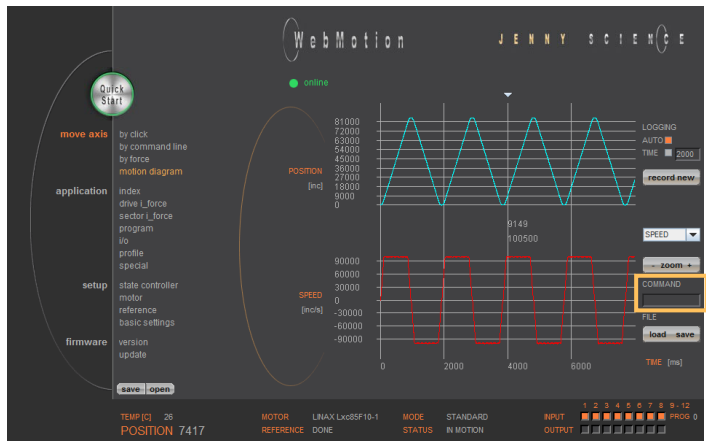 WebMotion
JENNY SCIENCE
online
Quick
Start
move axis
by click
by command line
by force
motion diagram
application
index
drive i_force
sector i_force
program
i/o
profile
special
setup
state controller
motor
reference
basic settings
firmware
version
update
save open
POSITION
[inc]
81000
72000
63000
54000
45000
36000
27000
18000
9000
0
9149
100500
SPEED
[inc/s]
90000
60000
30000
0
-30000
-60000
-90000
0 2000 4000 6000
LOGGING
AUTO
TIME 2000
record new
SPEED
- zoom +
COMMAND
FILE
load save
TIME [ms]
TEMP [C] 26
POSITION 7417
MOTOR LINAX Lxc85F10-1
REFERENCE DONE
MODE STANDARD
STATUS IN MOTION
1 2 3 4 5 6 7 8 9-12
INPUT PROG 0
OUTPUT